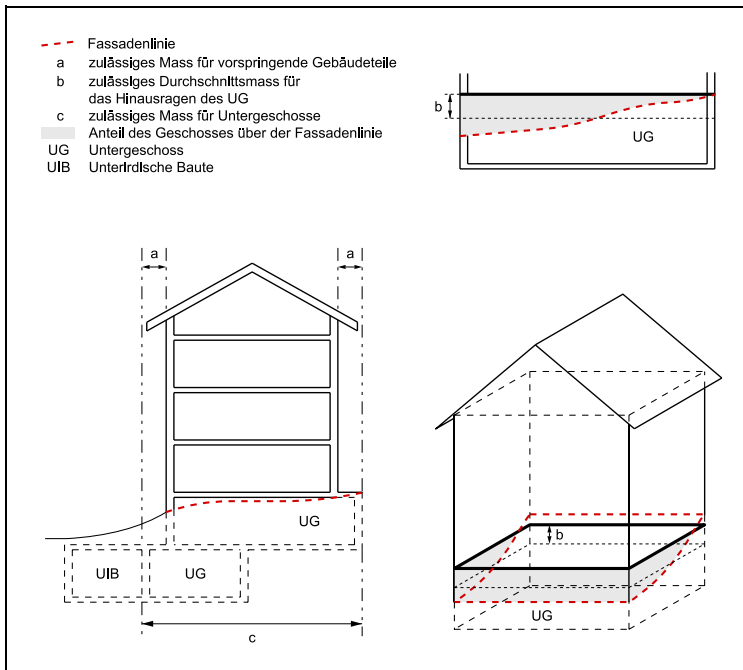 Fassadenlinie
a zulässiges Mass für vorspringende Gebäudeteile
b zulässiges Durchschnittsmass für
das Hinausragen des UG
c zulässiges Mass für Untergeschosse
Anteil des Geschosses über der Fassadenlinie
UG Untergeschoss
UIB Unterirdische Baute
b
UG
a a
UG
UIB UG
c
b
UG